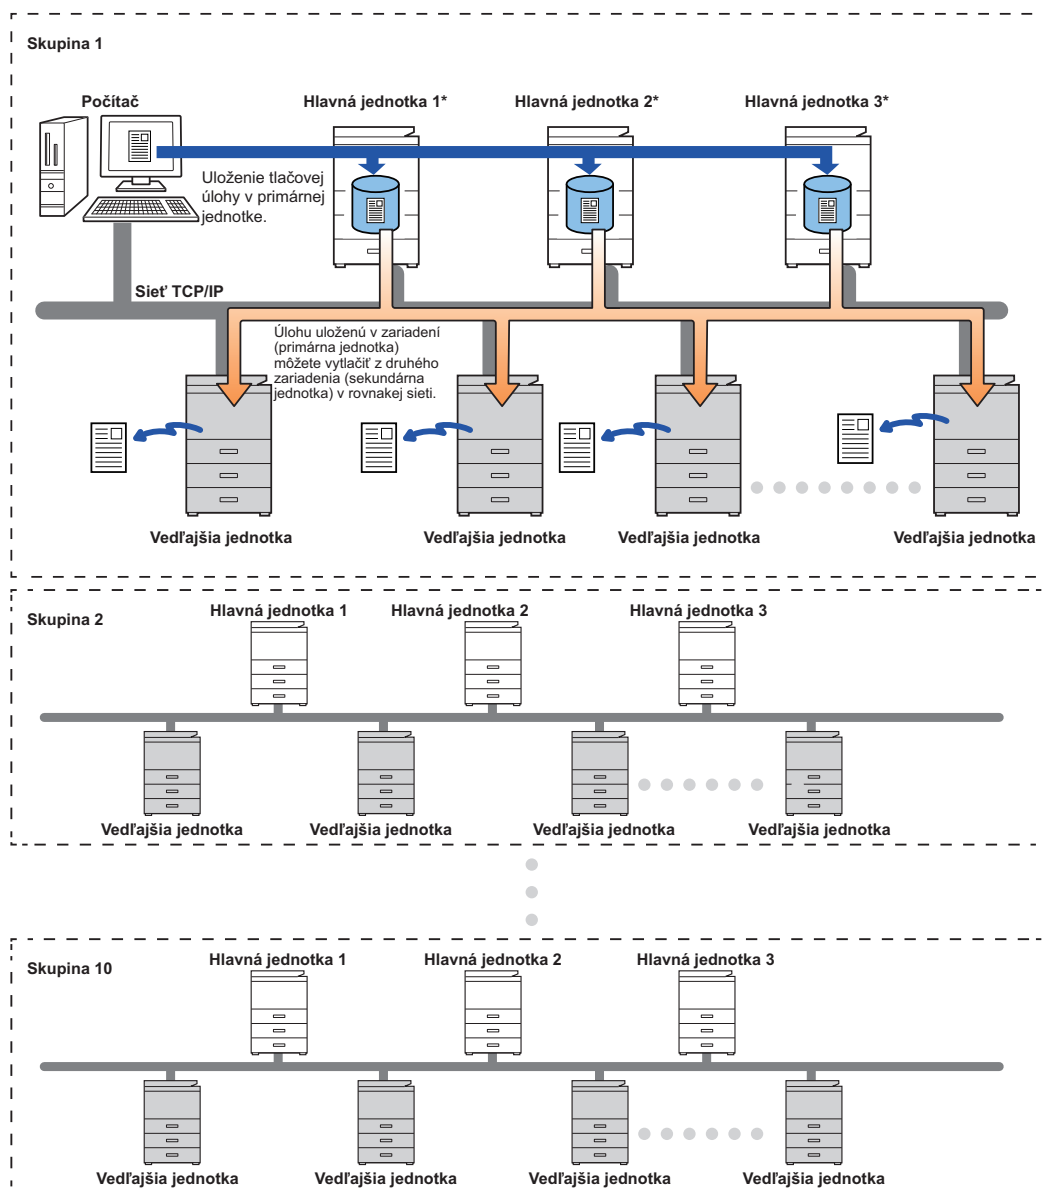 Skupina 1
Počítač
Hlavná jednotka 1*
Hlavná jednotka 2*
Hlavná jednotka 3*
Uloženie tlačovej
úlohy v primárnej
jednotke.
Sieť TCP/IP
Úlohu uloženú v zariadení
(primárna jednotka)
môžete vytlačiť z druhého
zariadenia (sekundárna
jednotka) v rovnakej sieti.
Vedľajšia jednotka
Vedľajšia jednotka
Vedľajšia jednotka
Vedľajšia jednotka
Skupina 2
Hlavná jednotka 1
Hlavná jednotka 2
Hlavná jednotka 3
Vedľajšia jednotka
Vedľajšia jednotka
Vedľajšia jednotka
Vedľajšia jednotka
Skupina 10
Hlavná jednotka 1
Hlavná jednotka 2
Hlavná jednotka 3
Vedľajšia jednotka
Vedľajšia jednotka
Vedľajšia jednotka
Vedľajšia jednotka